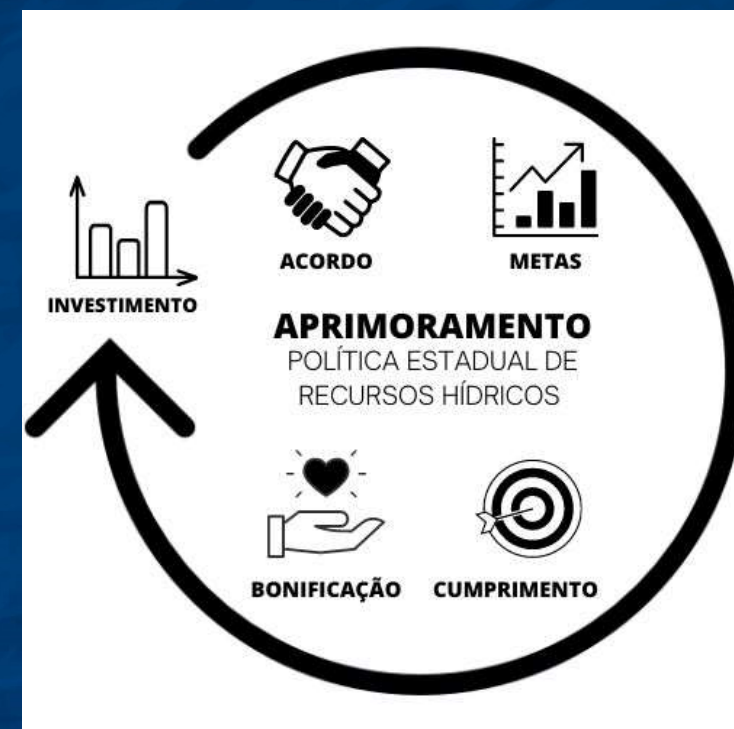 ACORDO
METAS
INVESTIMENTO
APRIMORAMENTO
POLÍTICA ESTADUAL DE
RECURSOS HÍDRICOS
BONIFICAÇÃO
CUMPRIMENTO